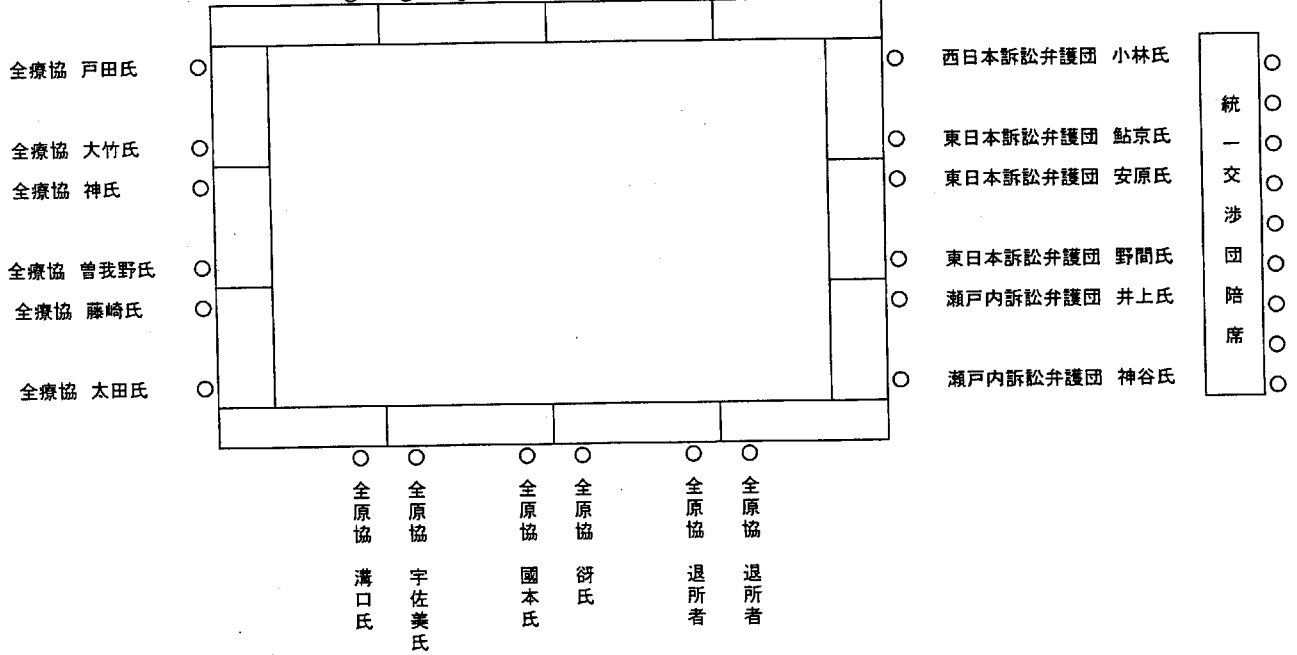 全療協 戸田氏
全療協 大竹氏
全療協 神氏
全療協 曽我野氏
全療協 藤崎氏
全療協 太田氏
西日本訴訟弁護団 小林氏
東日本訴訟弁護団 鮎京氏
東日本訴訟弁護団 安原氏
東日本訴訟弁護団 野間氏
瀬戸内訴訟弁護団 井上氏
瀬戸内訴訟弁護団 神谷氏
統一交渉団陪席
全原協 溝口氏
全原協 宇佐美氏
全原協 國本氏
全原協 谺氏
全原協 退所者
全原協 退所者